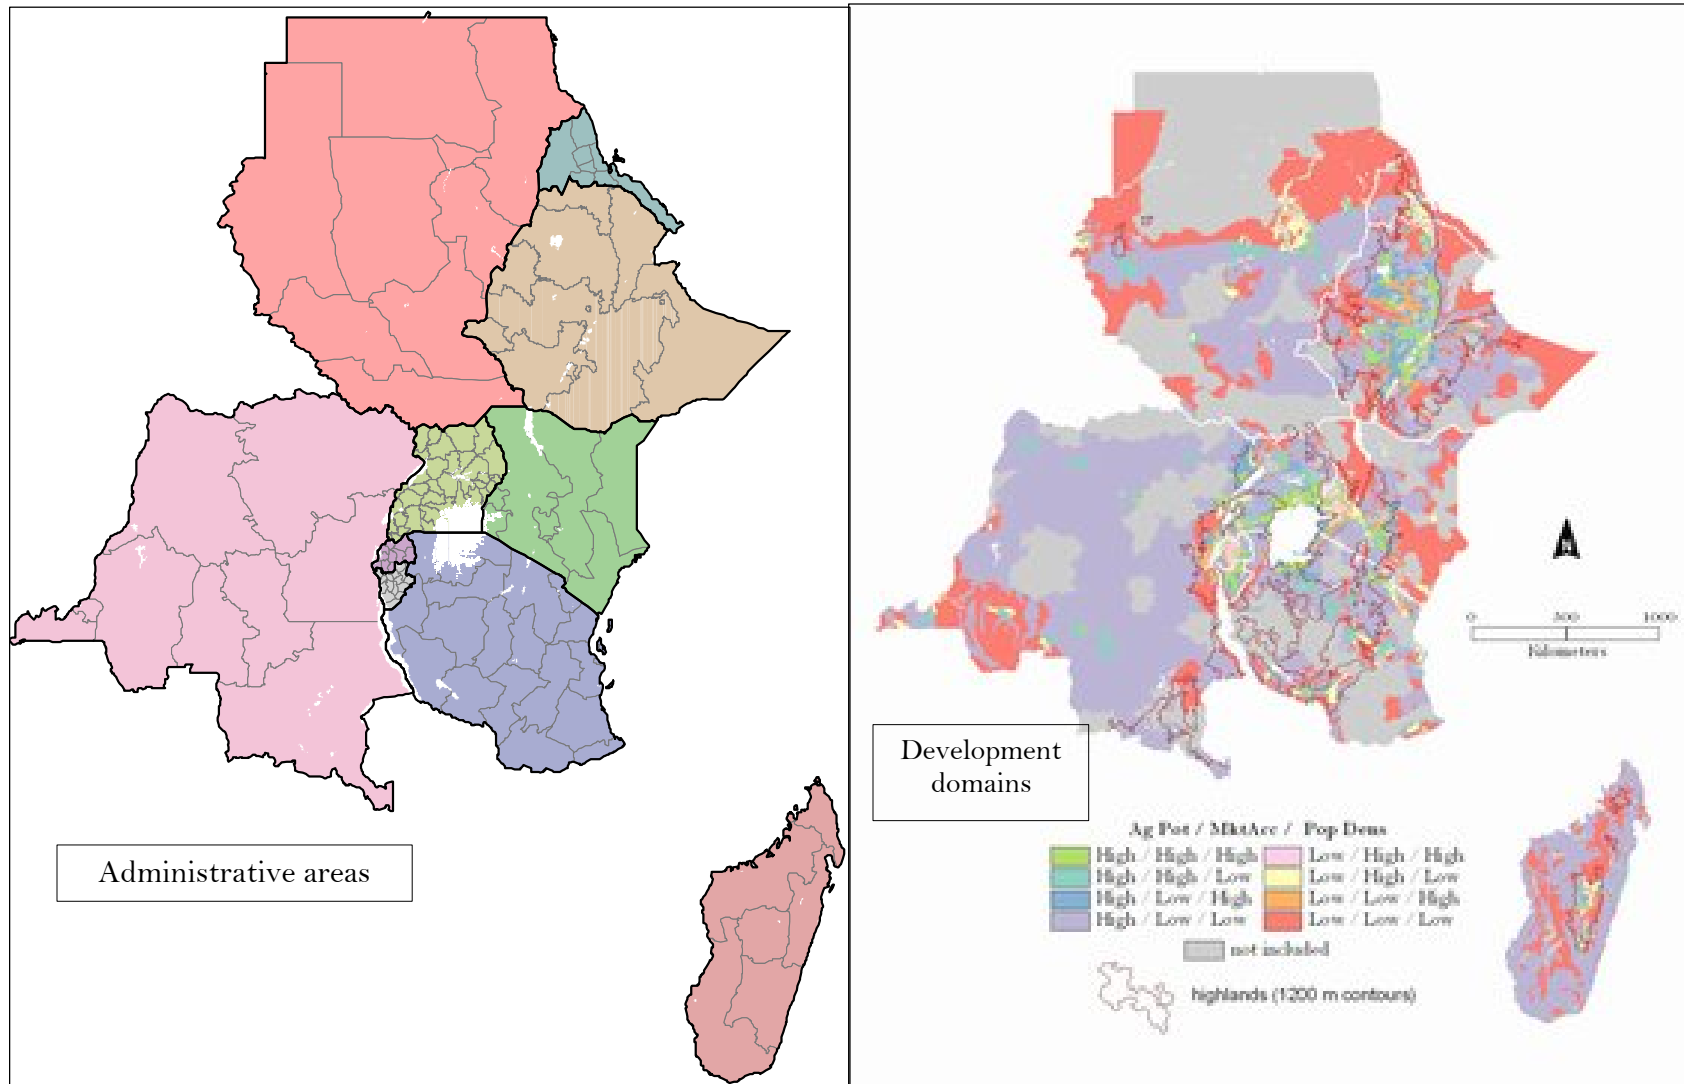 Administrative areas
Development
domains
0 500 1000
Kilometers
Ag Pot / MktAcc / Pop Dens
High / High / High
High / High / Low
High / Low / High
High / Low / Low
Low / High / High
Low / High / Low
Low / Low / High
Low / Low / Low
not included
highlands (1200 m contours)